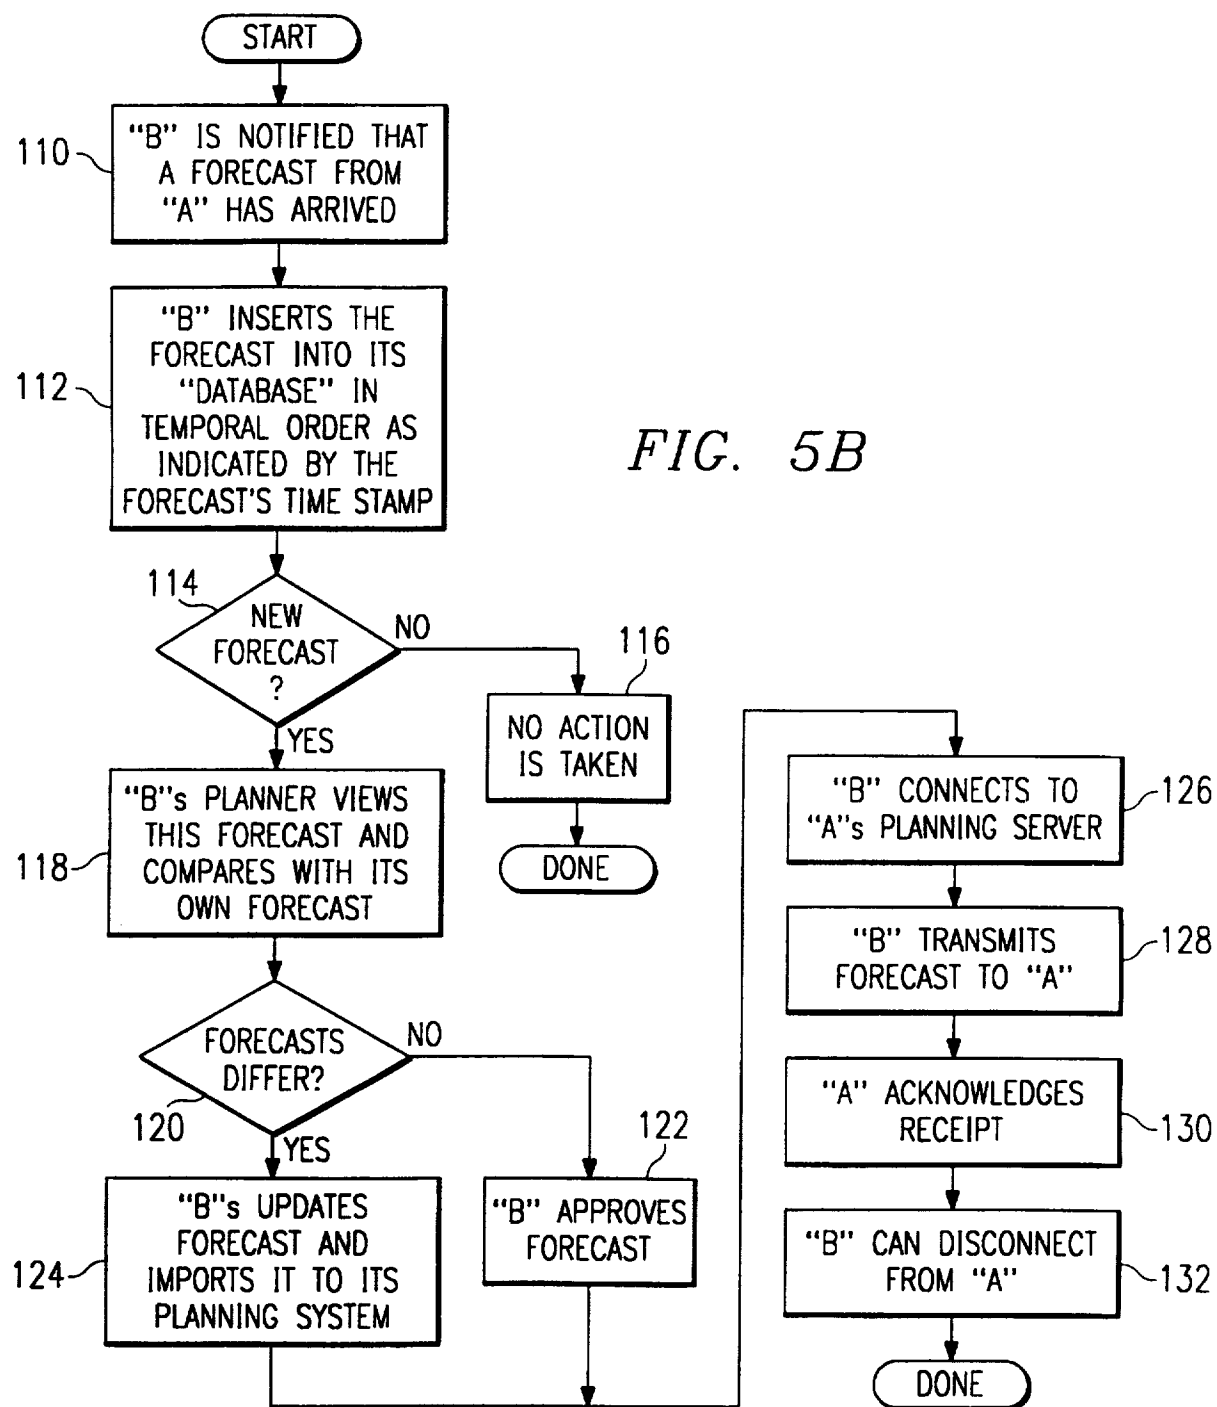 START
110
"B" IS NOTIFIED THAT
A FORECAST FROM
"A" HAS ARRIVED
112
"B" INSERTS THE
FORECAST INTO ITS
"DATABASE" IN
TEMPORAL ORDER AS
INDICATED BY THE
FORECAST'S TIME STAMP
FIG. 5B
114
NEW
FORECAST
?
NO
YES
116
NO ACTION
IS TAKEN
DONE
118
"B"s PLANNER VIEWS
THIS FORECAST AND
COMPARES WITH ITS
OWN FORECAST
FORECASTS
DIFFER?
120
NO
YES
122
"B" APPROVES
FORECAST
124
"B"s UPDATES
FORECAST AND
IMPORTS IT TO ITS
PLANNING SYSTEM
"B" CONNECTS TO
"A"s PLANNING SERVER
126
"B" TRANSMITS
FORECAST TO "A"
128
"A" ACKNOWLEDGES
RECEIPT
130
"B" CAN DISCONNECT
FROM "A"
132
DONE